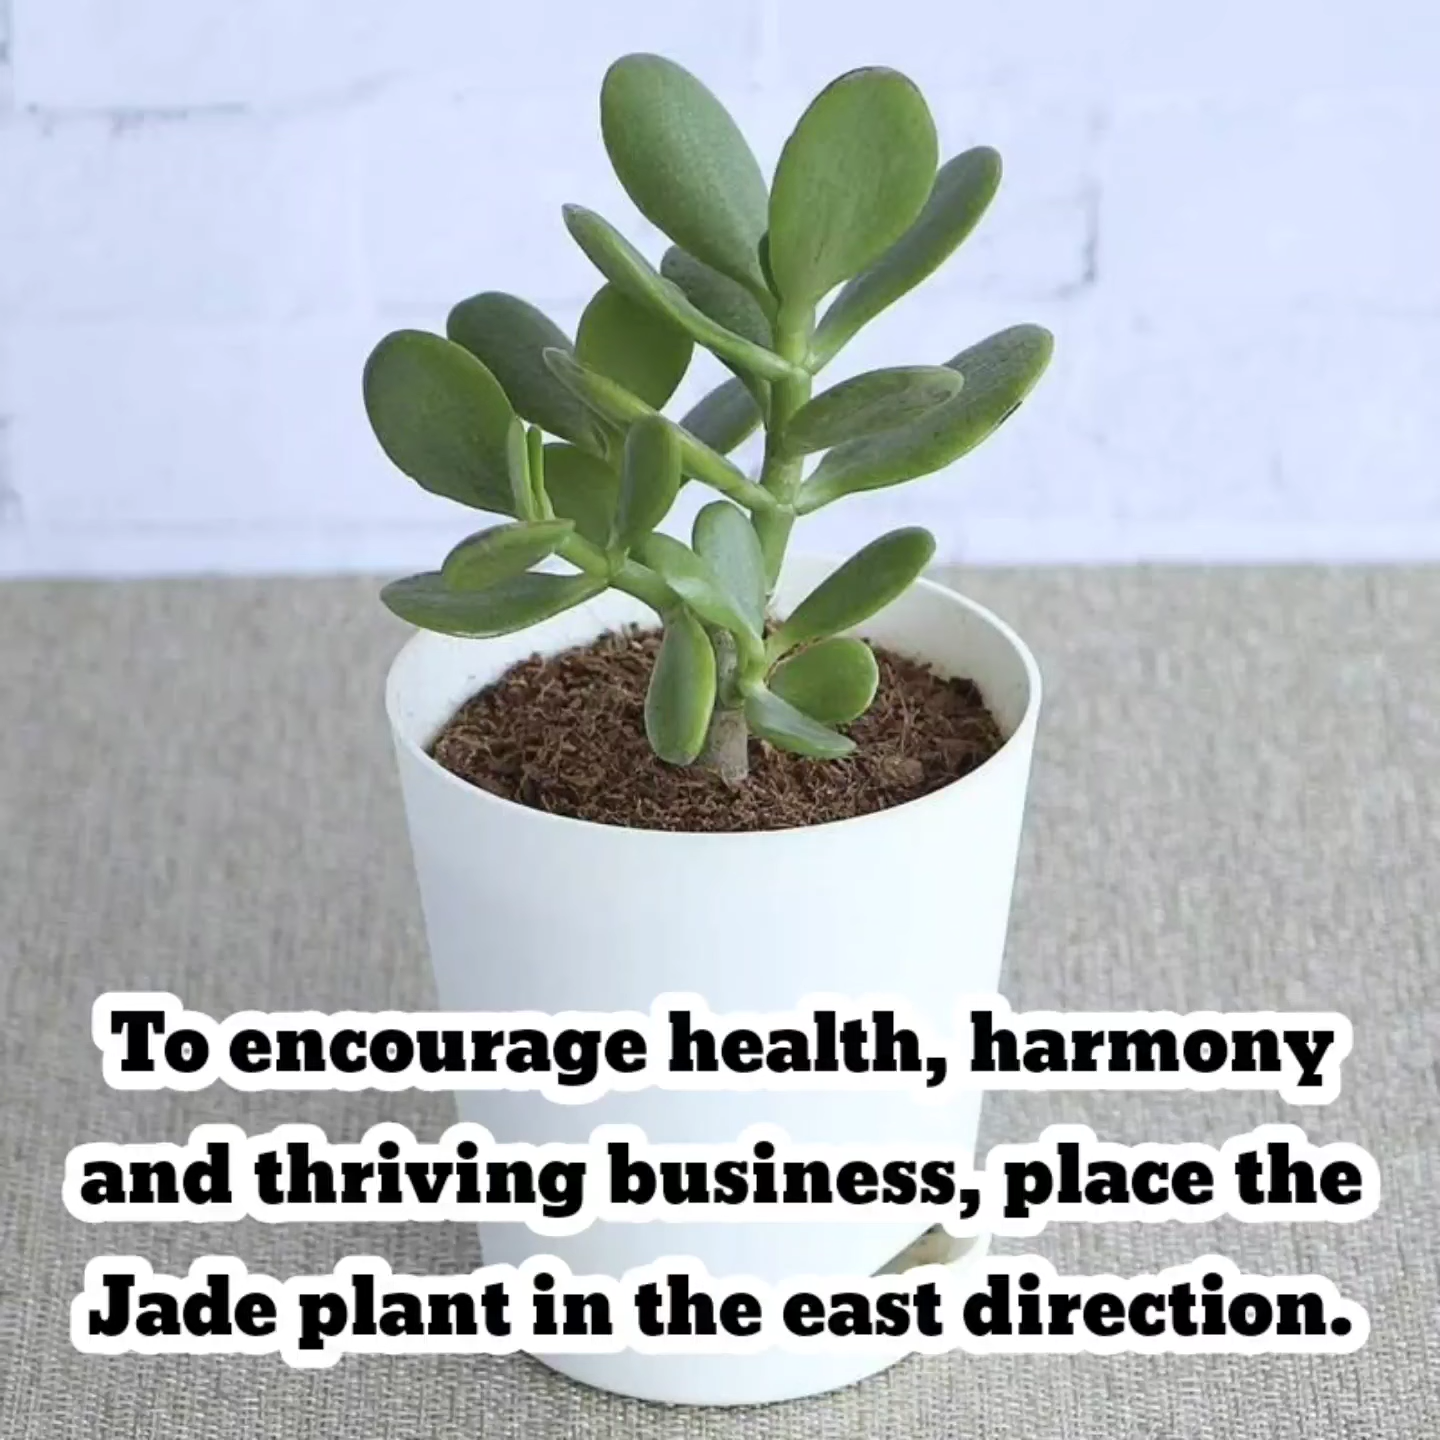 To encourage health, harmony
and thriving business, place the
Jade plant in the east direction.